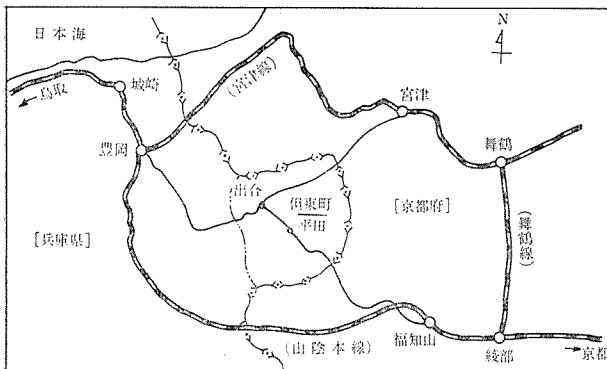 日本海
N
鳥取
城崎
(宮津線)
宮津
豊岡
舞鶴
出合
但東町
平田
[京都府]
[兵庫県]
(舞鶴線)
(山陰本線)
福知山
綾部
京都